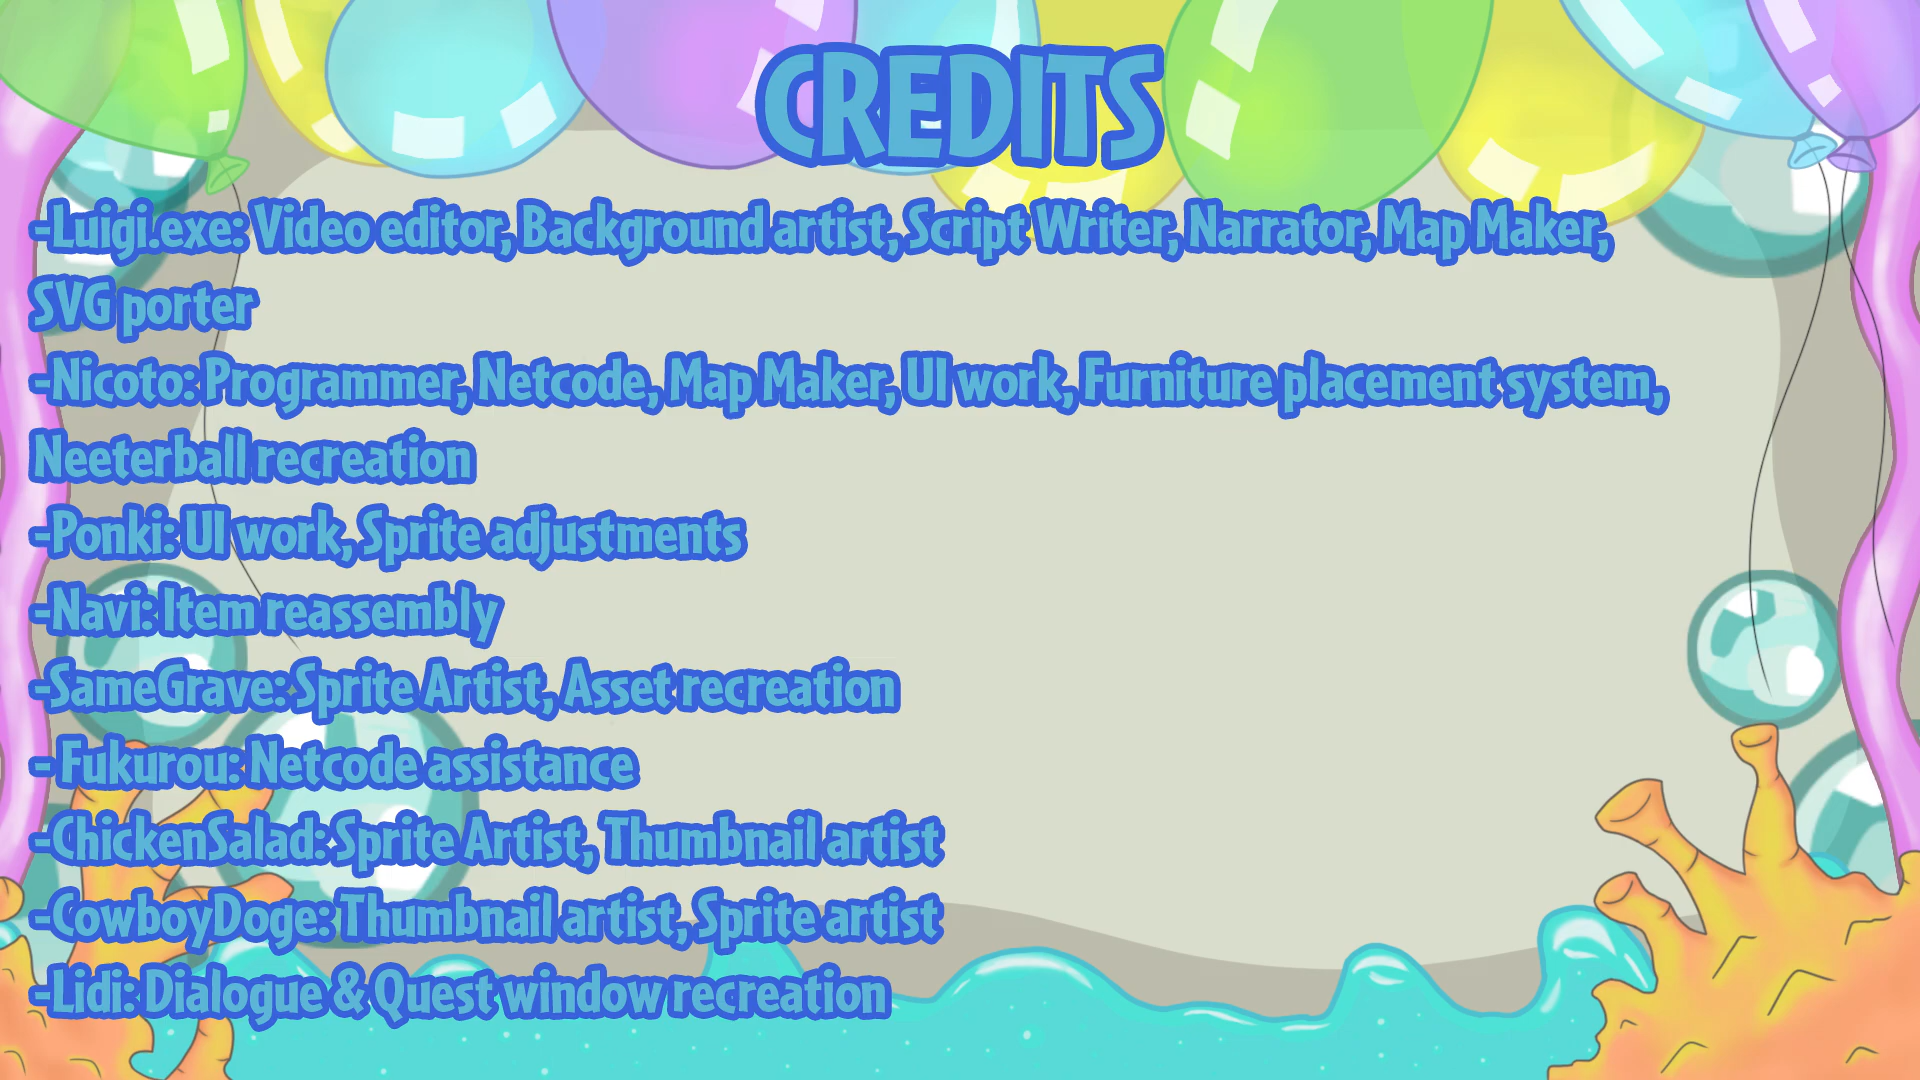 CREDITS
-Luigi.exe: Video editor, Background artist, Script Writer, Narrator, Map Maker,
SVG porter
-Nicoto: Programmer, Netcode, Map Maker, UI work, Furniture placement system,
Neeterball recreation
-Ponki: UI work, Sprite adjustments
-Navi: Item reassembly
-SameGrave: Sprite Artist, Asset recreation
- Fukurou: Netcode assistance
-ChickenSalad: Sprite Artist, Thumbnail artist
-CowboyDoge: Thumbnail artist, Sprite artist
-Lidi: Dialogue & Quest window recreation